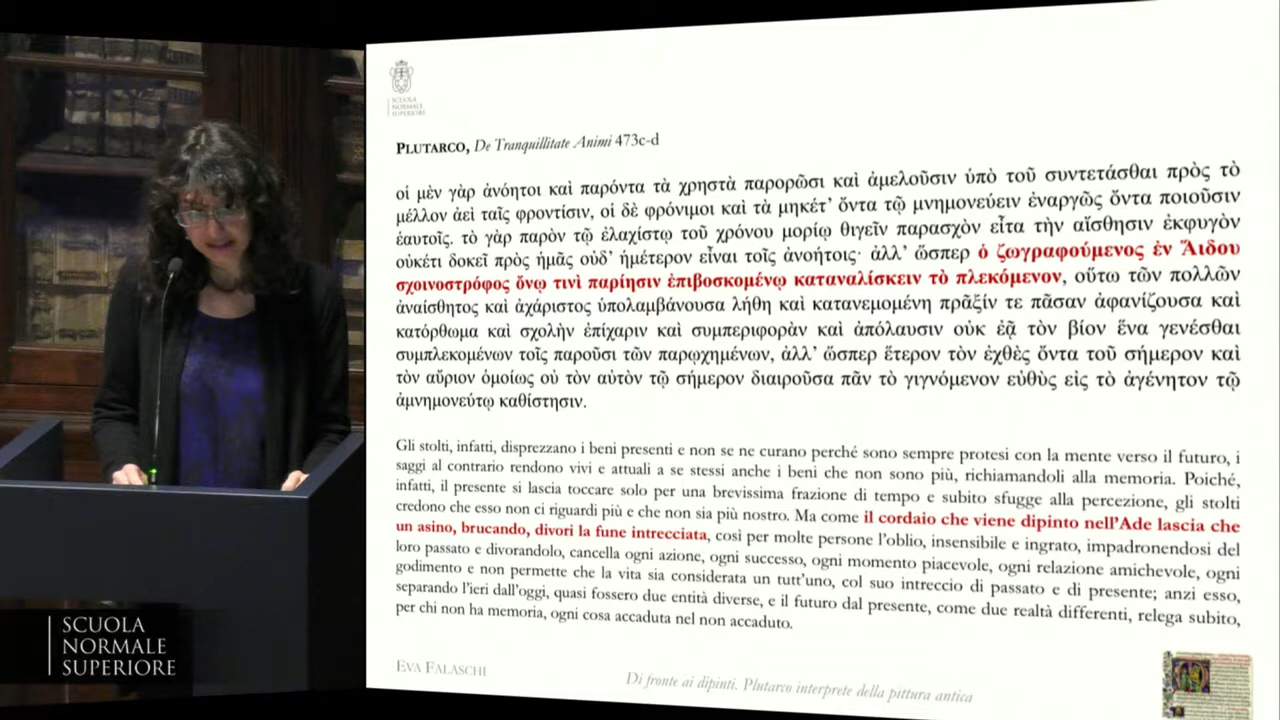 SCUOLA
NORMALE
SUPERIORE
PLUTARCO, De Tranquillitate Animi 473c-d
οἱ μὲν γὰρ ἀνόητοι καὶ παρόντα τὰ χρηστὰ παρορῶσι καὶ ἀμελοῦσιν ὑπὸ τοῦ συντετάσθαι πρὸς τὸ
μέλλον ἀεὶ ταῖς φροντίσιν, οἱ δὲ φρόνιμοι καὶ τὰ μηκέτ’ ὄντα τῷ μνημονεύειν ἐναργῶς ὄντα ποιοῦσιν
ἑαυτοῖς. τὸ γὰρ παρὸν τῷ ἐλαχίστῳ τοῦ χρόνου μορίῳ θιγεῖν παρασχὸν εἶτα τὴν αἴσθησιν ἐκφυγὸν
οὐκέτι δοκεῖ πρὸς ἡμᾶς οὐδ’ ἡμέτερον εἶναι τοῖς ἀνοήτοις· ἀλλ’ ὥσπερ ὁ ζωγραφούμενος ἐν Ἅιδου
σχοινοστρόφος ὄνῳ τινὶ παρίησιν ἐπιβοσκομένῳ καταναλίσκειν τὸ πλεκόμενον, οὕτω τῶν πολλῶν
ἀναίσθητος καὶ ἀχάριστος ὑπολαμβάνουσα λήθη καὶ κατανεμομένη πρᾶξίν τε πᾶσαν ἀφανίζουσα καὶ
κατόρθωμα καὶ σχολὴν ἐπίχαριν καὶ συμπεριφορὰν καὶ ἀπόλαυσιν οὐκ ἐᾷ τὸν βίον ἕνα γενέσθαι
συμπλεκομένων τοῖς παροῦσι τῶν παρῳχημένων, ἀλλ’ ὥσπερ ἕτερον τὸν ἐχθὲς ὄντα τοῦ σήμερον καὶ
τὸν αὔριον ὁμοίως οὐ τὸν αὐτὸν τῷ σήμερον διαιροῦσα πᾶν τὸ γιγνόμενον εὐθὺς εἰς τὸ ἀγένητον τῷ
ἀμνημονεύτῳ καθίστησιν.
Gli stolti, infatti, disprezzano i beni presenti e non se ne curano perché sono sempre protesi con la mente verso il futuro, i
saggi al contrario rendono vivi e attuali a se stessi anche i beni che non sono più, richiamandoli alla memoria. Poiché,
infatti, il presente si lascia toccare solo per una brevissima frazione di tempo e subito sfugge alla percezione, gli stolti
credono che esso non ci riguardi più e che non sia più nostro. Ma come il cordaio che viene dipinto nell’Ade lascia che
un asino, brucando, divori la fune intrecciata, così per molte persone l’oblio, insensibile e ingrato, impadronendosi del
loro passato e divorandolo, cancella ogni azione, ogni successo, ogni momento piacevole, ogni relazione amichevole, ogni
godimento e non permette che la vita sia considerata un tutt’uno, col suo intreccio di passato e di presente; anzi esso,
separando l’ieri dall’oggi, quasi fossero due entità diverse, e il futuro dal presente, come due realtà differenti, relega subito,
per chi non ha memoria, ogni cosa accaduta nel non accaduto.
EVA FALASCHI
Di fronte ai dipinti. Plutarco interprete della pittura antica
SCUOLA
NORMALE
SUPERIORE